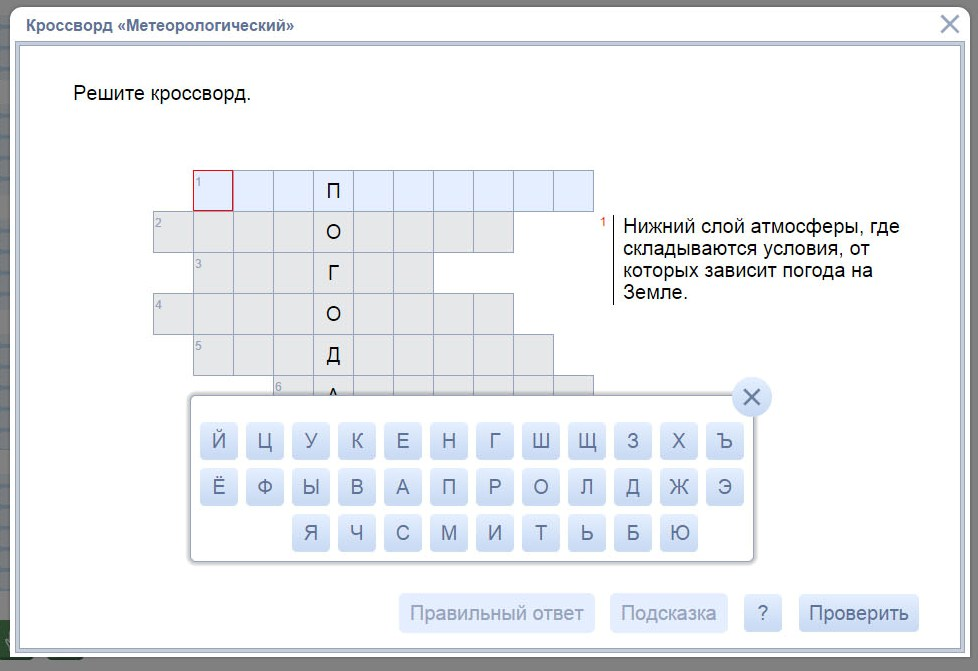 Кроссворд «Метеорологический»
Решите кроссворд.
1 П
2 О
3 Г
4 О
5 Д
6 А
1 Нижний слой атмосферы, где
складываются условия, от
которых зависит погода на
Земле.
Й Ц У К Е Н Г Ш Щ З Х Ъ
Ё Ф Ы В А П Р О Л Д Ж Э
Я Ч С М И Т Ь Б Ю
Правильный ответ Подсказка ? Проверить